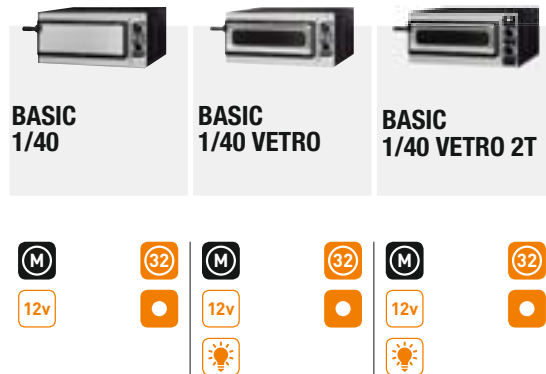 BASIC
1/40
BASIC
1/40 VETRO
BASIC
1/40 VETRO 2T
M 32
12v
M 32
12v
M 32
12v